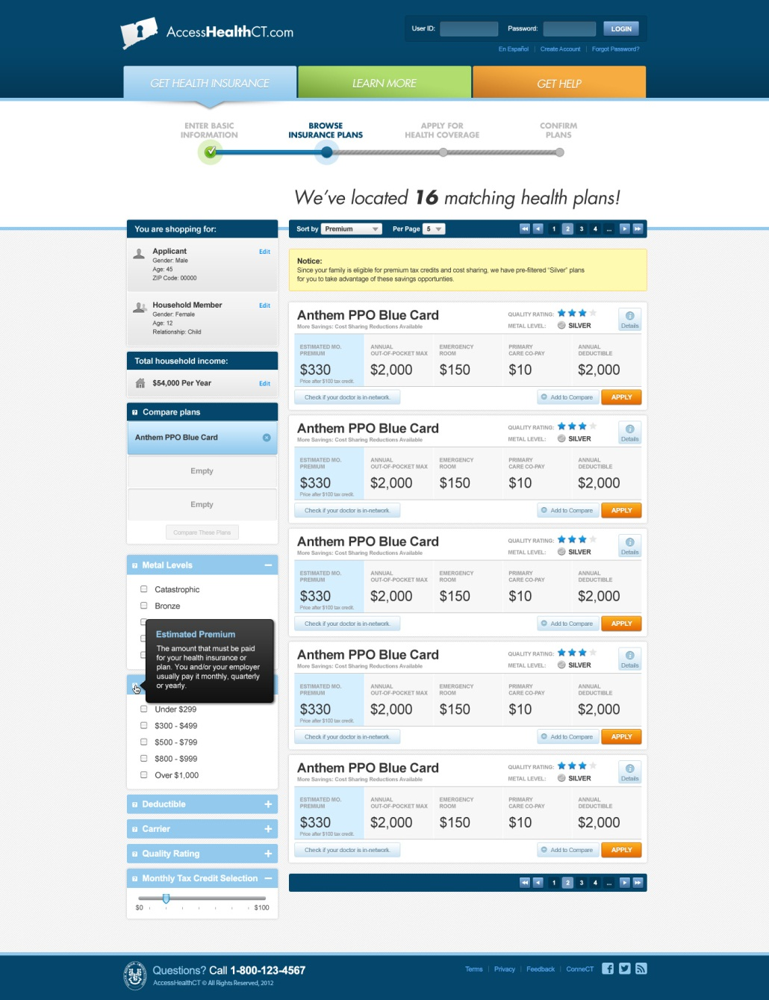 AccessHealthCT.com
User ID:
Password:
LOGIN
En Español
Create Account
Forgot Password?
GET HEALTH INSURANCE
LEARN MORE
GET HELP
ENTER BASIC
INFORMATION
BROWSE
INSURANCE PLANS
APPLY FOR
HEALTH COVERAGE
CONFIRM
PLANS
We've located 16 matching health plans!
You are shopping for:
Applicant
Edit
Gender: Male
Age: 45
ZIP Code: 00000
Household Member
Edit
Gender: Female
Age: 12
Relationship: Child
Total household income:
$54,000 Per Year
Edit
Compare plans
Anthem PPO Blue Card
Empty
Empty
Compare These Plans
Metal Levels
Catastrophic
Bronze
Estimated Premium
The amount that must be paid
for your health insurance or
plan. You and/or your employer
usually pay it monthly, quarterly
or yearly.
Under $299
$300 - $499
$500 - $799
$800 - $999
Over $1,000
Deductible
Carrier
Quality Rating
Monthly Tax Credit Selection
$0
$100
Sort by Premium
Per Page 5
1 2 3 4 ...
Notice:
Since your family is eligible for premium tax credits and cost sharing, we have pre-filtered "Silver" plans
for you to take advantage of these savings opportunties.
Anthem PPO Blue Card
More Savings: Cost Sharing Reductions Available
QUALITY RATING:
METAL LEVEL: SILVER
Details
ESTIMATED MO.
PREMIUM
$330
Price after $100 tax credit.
ANNUAL
OUT-OF-POCKET MAX
$2,000
EMERGENCY
ROOM
$150
PRIMARY
CARE CO-PAY
$10
ANNUAL
DEDUCTIBLE
$2,000
Check if your doctor is in-network.
Add to Compare
APPLY
Anthem PPO Blue Card
More Savings: Cost Sharing Reductions Available
QUALITY RATING:
METAL LEVEL: SILVER
Details
ESTIMATED MO.
PREMIUM
$330
Price after $100 tax credit.
ANNUAL
OUT-OF-POCKET MAX
$2,000
EMERGENCY
ROOM
$150
PRIMARY
CARE CO-PAY
$10
ANNUAL
DEDUCTIBLE
$2,000
Check if your doctor is in-network.
Add to Compare
APPLY
Anthem PPO Blue Card
More Savings: Cost Sharing Reductions Available
QUALITY RATING:
METAL LEVEL: SILVER
Details
ESTIMATED MO.
PREMIUM
$330
Price after $100 tax credit.
ANNUAL
OUT-OF-POCKET MAX
$2,000
EMERGENCY
ROOM
$150
PRIMARY
CARE CO-PAY
$10
ANNUAL
DEDUCTIBLE
$2,000
Check if your doctor is in-network.
Add to Compare
APPLY
Anthem PPO Blue Card
More Savings: Cost Sharing Reductions Available
QUALITY RATING:
METAL LEVEL: SILVER
Details
ESTIMATED MO.
PREMIUM
$330
Price after $100 tax credit.
ANNUAL
OUT-OF-POCKET MAX
$2,000
EMERGENCY
ROOM
$150
PRIMARY
CARE CO-PAY
$10
ANNUAL
DEDUCTIBLE
$2,000
Check if your doctor is in-network.
Add to Compare
APPLY
Anthem PPO Blue Card
More Savings: Cost Sharing Reductions Available
QUALITY RATING:
METAL LEVEL: SILVER
Details
ESTIMATED MO.
PREMIUM
$330
Price after $100 tax credit.
ANNUAL
OUT-OF-POCKET MAX
$2,000
EMERGENCY
ROOM
$150
PRIMARY
CARE CO-PAY
$10
ANNUAL
DEDUCTIBLE
$2,000
Check if your doctor is in-network.
Add to Compare
APPLY
1 2 3 4 ...
Questions? Call 1-800-123-4567
AccessHealthCT © All Rights Reserved, 2012
Terms
Privacy
Feedback
ConneCT